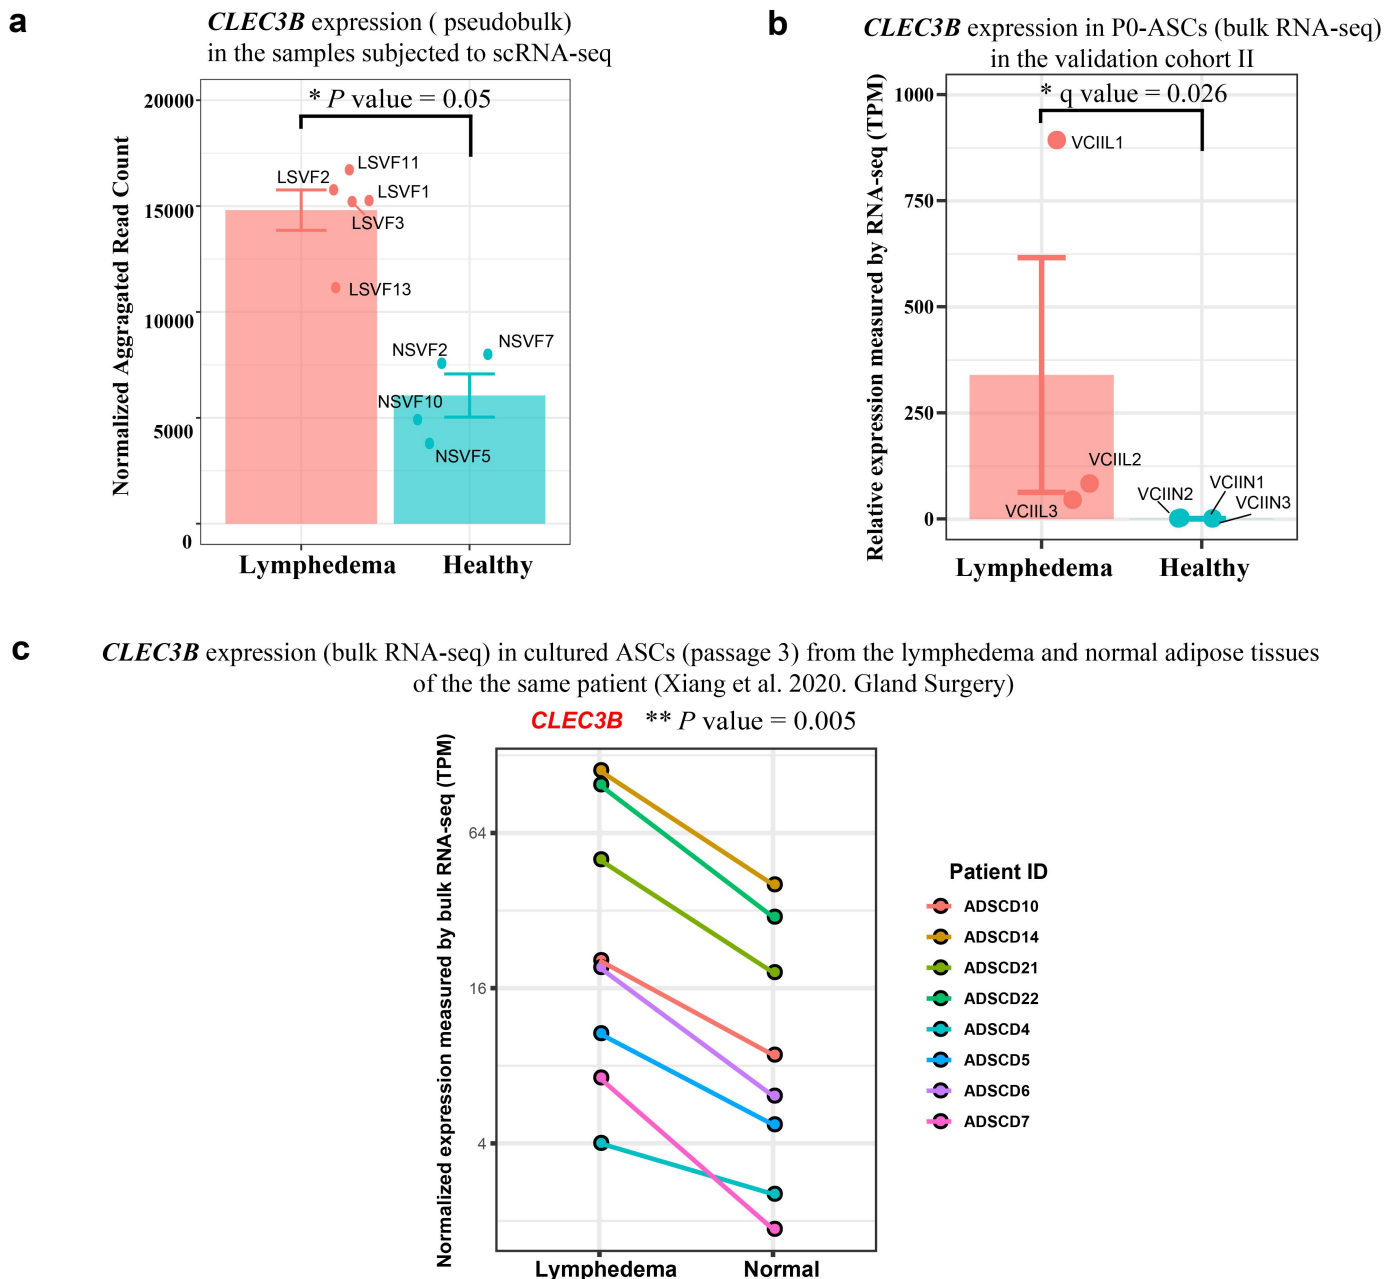 a
CLEC3B expression ( pseudobulk)
in the samples subjected to scRNA-seq
* P value = 0.05
Normalized Aggragated Read Count
20000
15000
10000
5000
0
LSVF11
LSVF2
LSVF1
LSVF3
LSVF13
NSVF7
NSVF2
NSVF10
NSVF5
Lymphedema
Healthy
b
CLEC3B expression in P0-ASCs (bulk RNA-seq)
in the validation cohort II
* q value = 0.026
Relative expression measured by RNA-seq (TPM)
1000
750
500
250
0
VCIIL1
VCIIL2
VCIIL3
VCIIN2
VCIIN1
VCIIN3
Lymphedema
Healthy
c
CLEC3B expression (bulk RNA-seq) in cultured ASCs (passage 3) from the lymphedema and normal adipose tissues
of the the same patient (Xiang et al. 2020. Gland Surgery)
CLEC3B ** P value = 0.005
Normalized expression measured by bulk RNA-seq (TPM)
64
16
4
Lymphedema
Normal
Patient ID
ADSCD10
ADSCD14
ADSCD21
ADSCD22
ADSCD4
ADSCD5
ADSCD6
ADSCD7